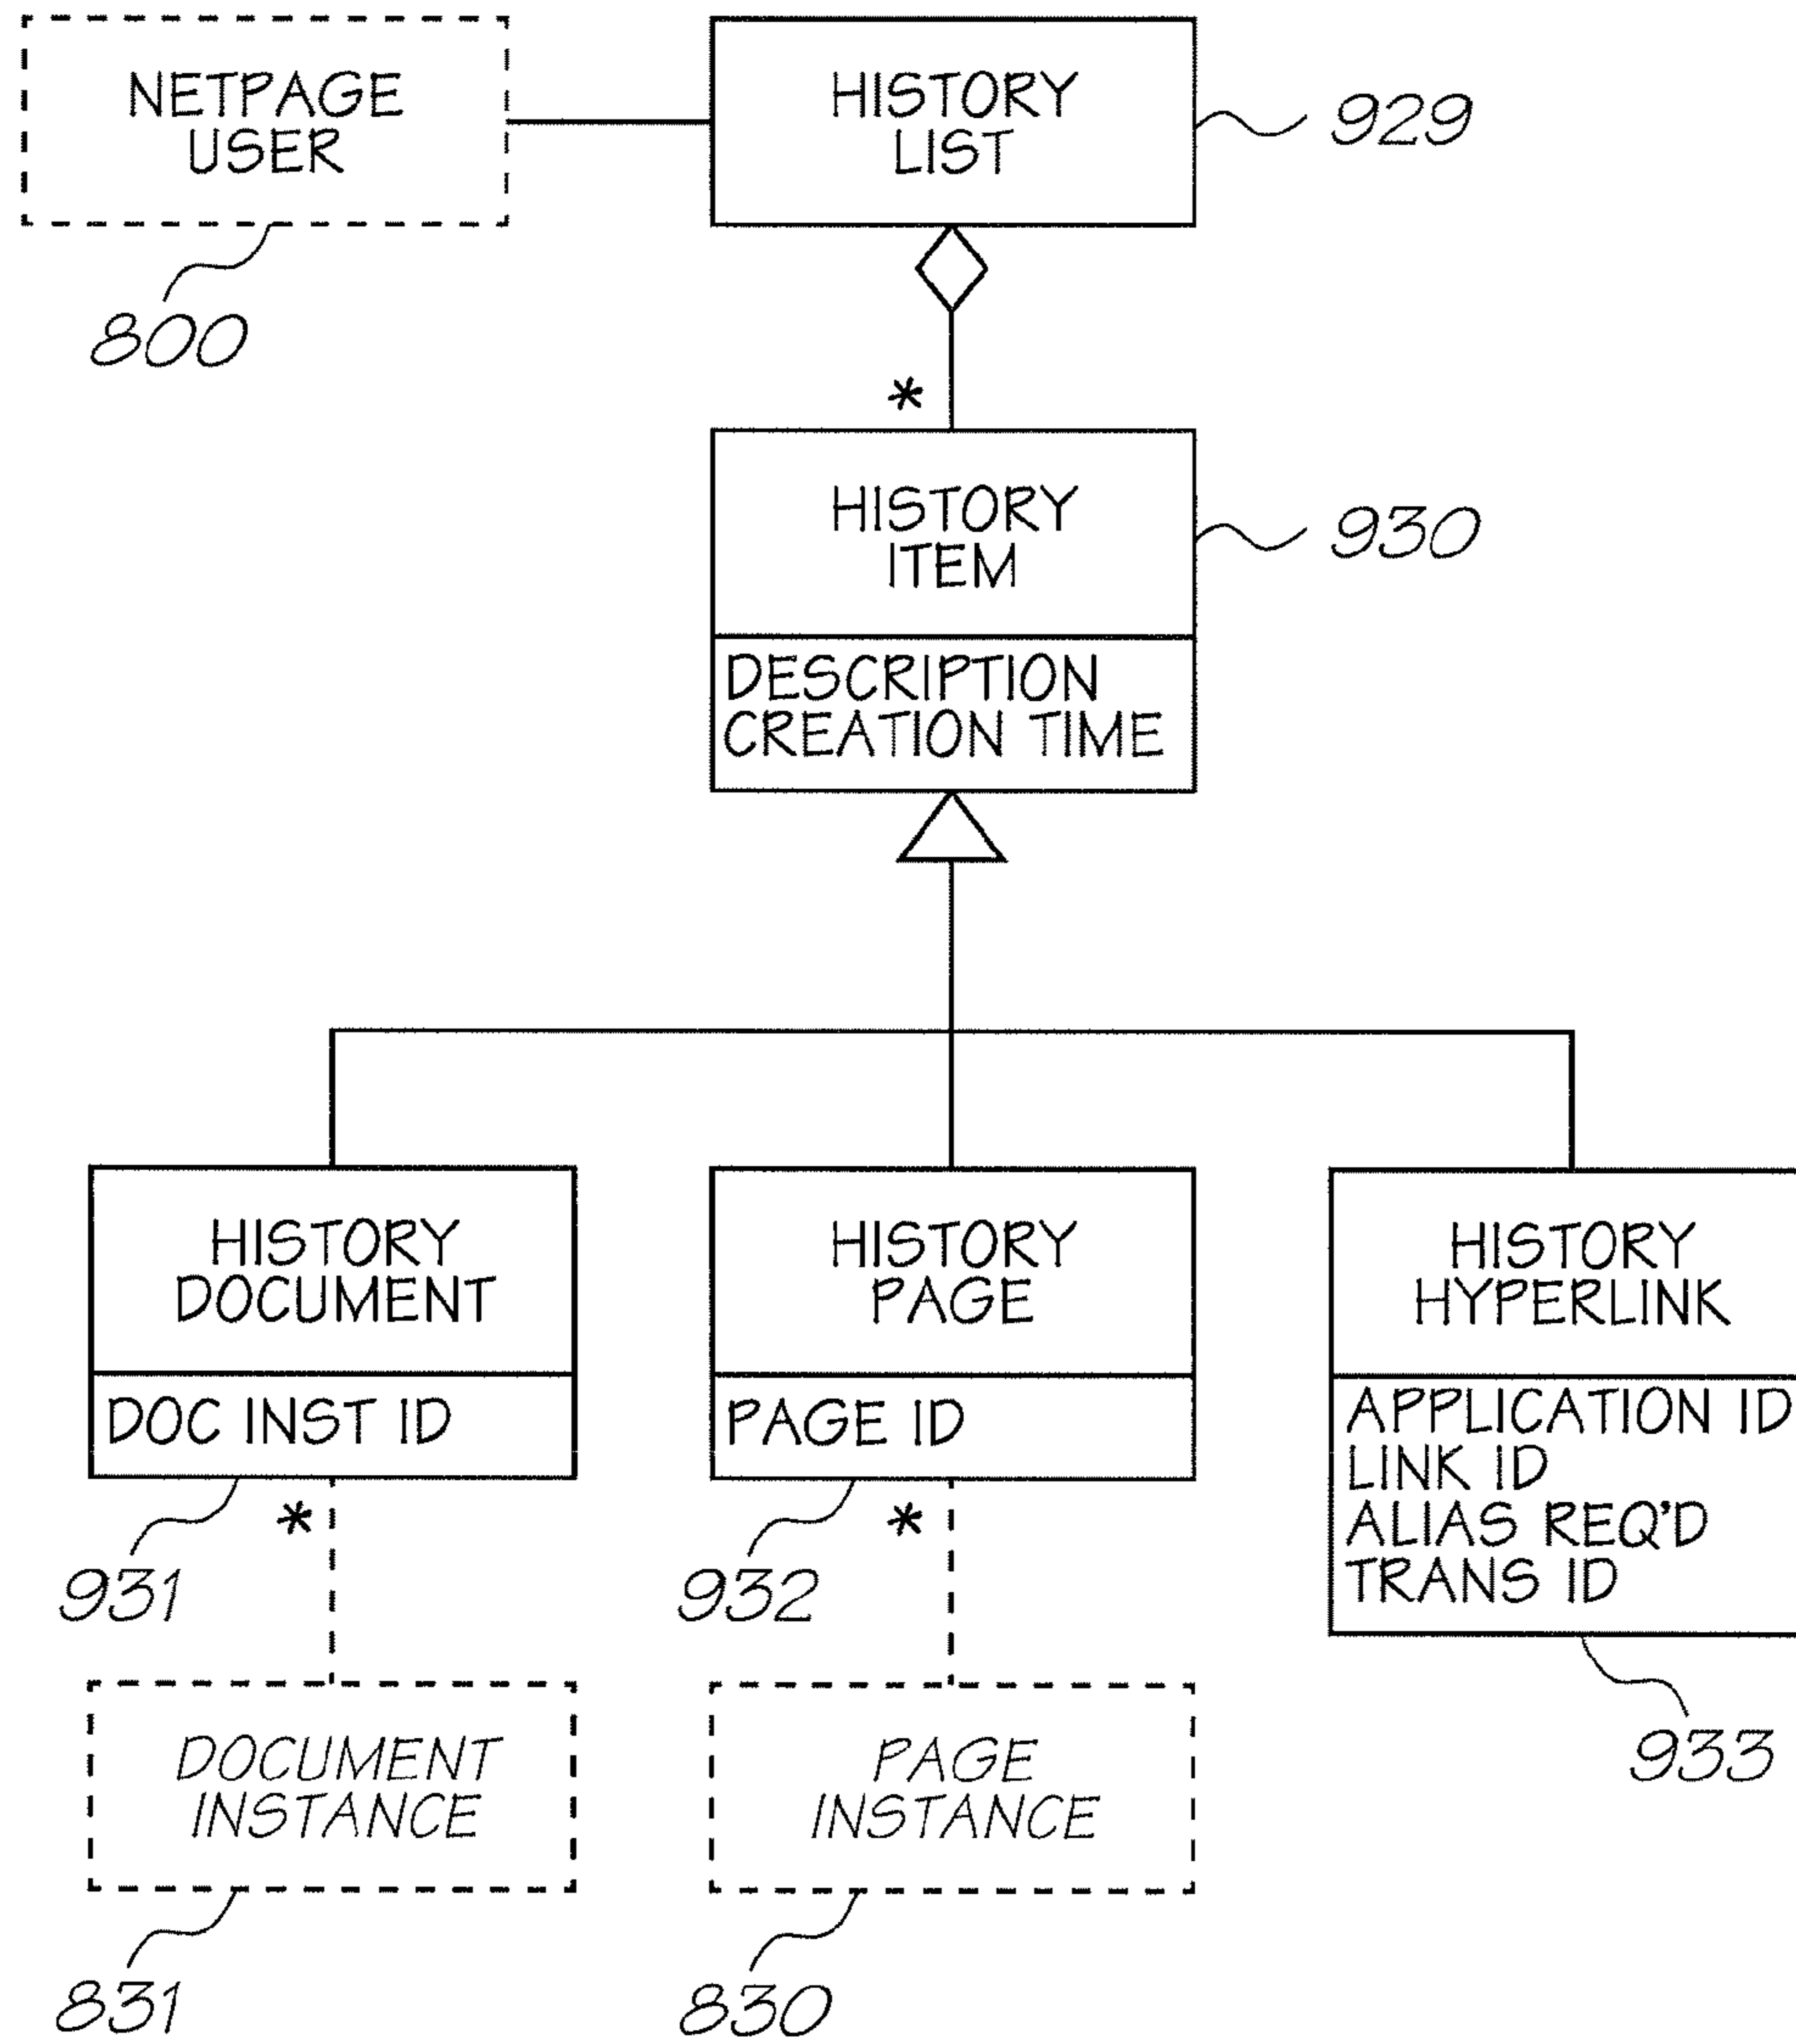 NETPAGE
USER
800
HISTORY
LIST
929
*
HISTORY
ITEM
930
DESCRIPTION
CREATION TIME
HISTORY
DOCUMENT
DOC INST ID
931
*
HISTORY
PAGE
PAGE ID
932
*
HISTORY
HYPERLINK
APPLICATION ID
LINK ID
ALIAS REQ'D
TRANS ID
933
DOCUMENT
INSTANCE
831
PAGE
INSTANCE
830